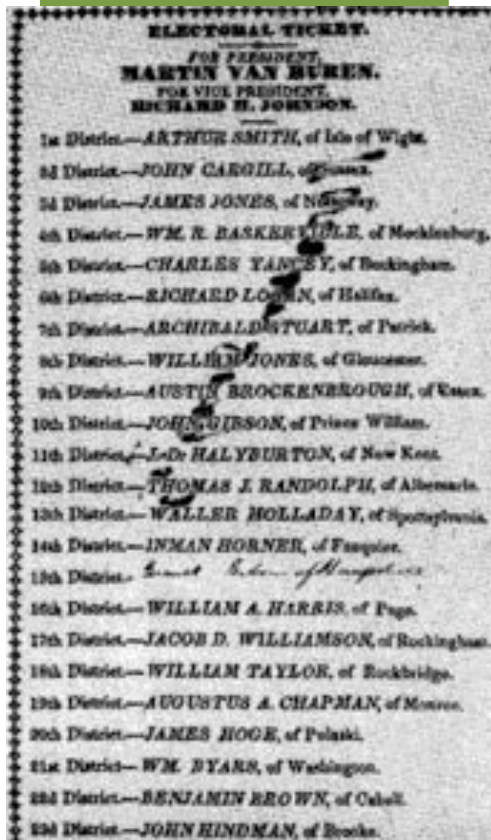 ELECTORAL TICKET.
FOR PRESIDENT,
MARTIN VAN BUREN.
FOR VICE PRESIDENT,
RICHARD M. JOHNSON.
1st District.—ARTHUR SMITH, of Isle of Wight.
2d District.—JOHN CARGILL, of Sussex.
3d District.—JAMES JONES, of Nottoway.
4th District.—WM. R. BASKERVILLE, of Mecklenburg.
5th District.—CHARLES YANCEY, of Buckingham.
6th District.—RICHARD LOGAN, of Halifax.
7th District.—ARCHIBALD STUART, of Patrick.
8th District.—WILLIAM JONES, of Gloucester.
9th District.—AUSTIN BROCKENBROUGH, of Essex.
10th District.—JOHN GIBSON, of Prince William.
11th District.—J. D. HALYBURTON, of New Kent.
12th District.—THOMAS J. RANDOLPH, of Albemarle.
13th District.—WALLER HOLLADAY, of Spottsylvania.
14th District.—INMAN HORNER, of Fauquier.
15th District.— of
16th District.—WILLIAM A. HARRIS, of Page.
17th District.—JACOB D. WILLIAMSON, of Rockingham.
18th District.—WILLIAM TAYLOR, of Rockbridge.
19th District.—AUGUSTUS A. CHAPMAN, of Monroe.
20th District.—JAMES HOGE, of Pulaski.
21st District—WM. BYARS, of Washington.
22d District.—BENJAMIN BROWN, of Cabell.
23d District.—JOHN HINDMAN, of Brooke.